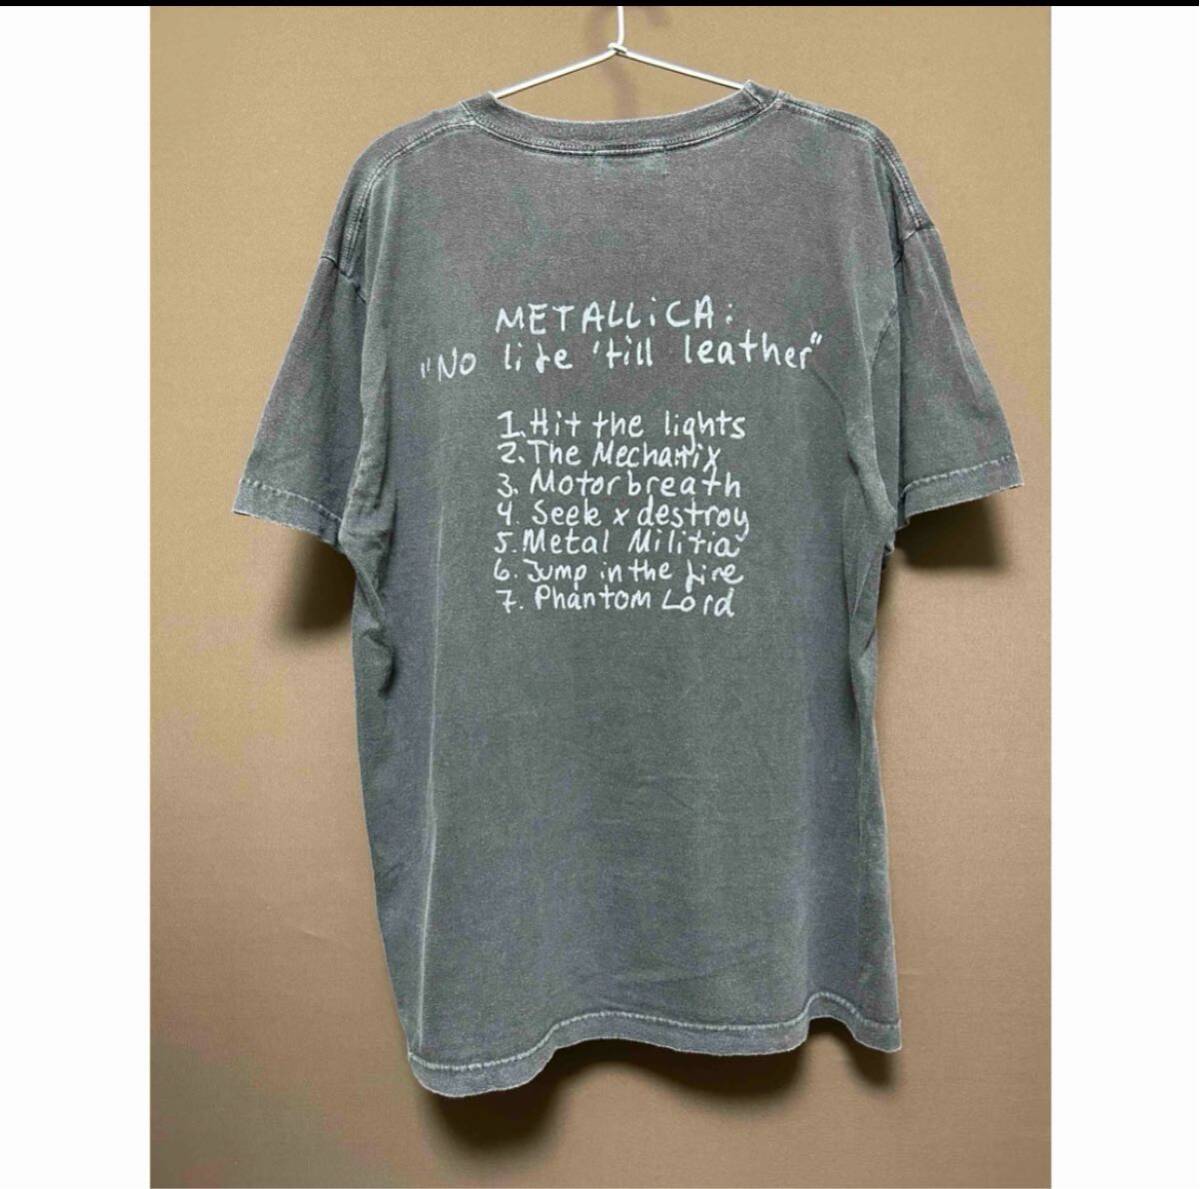 METALLiCA:
"No life 'till leather"
1. Hit the lights
2. The Mechanix
3. Motorbreath
4. Seek x destroy
5. Metal Militia
6. Jump in the fire
7. Phantom Lord